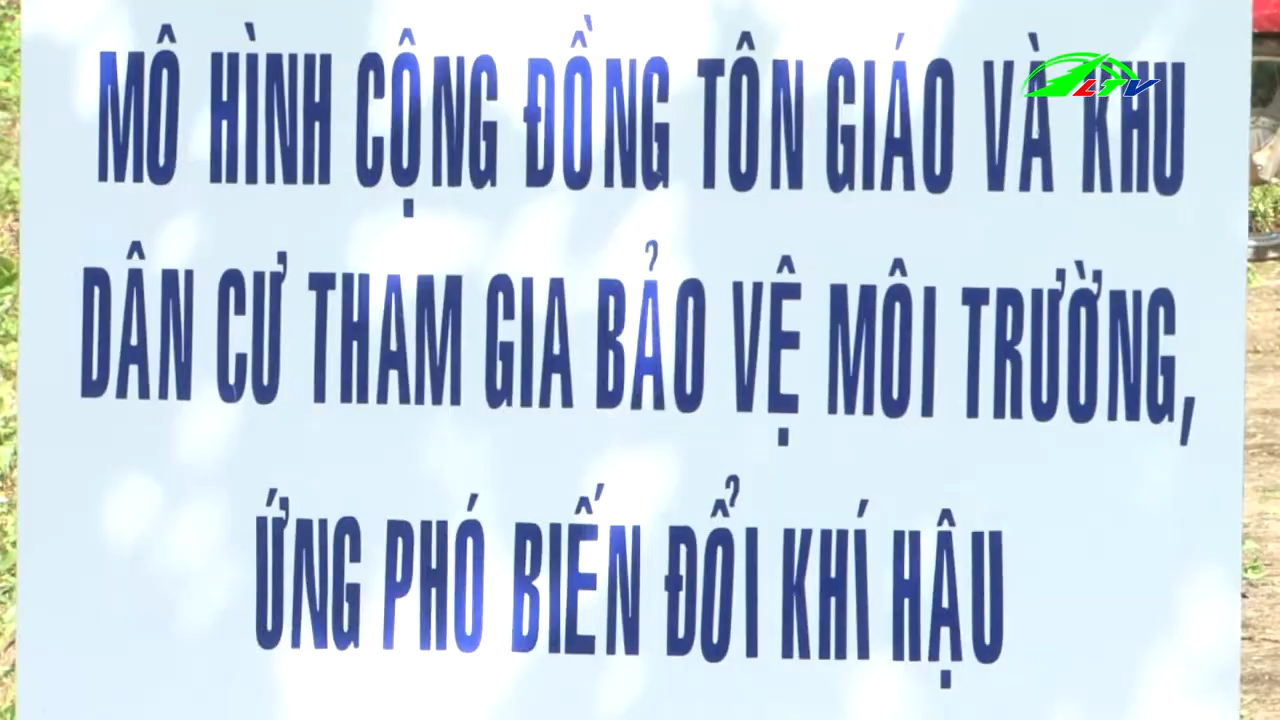 LTV
MÔ HÌNH CỘNG ĐỒNG TÔN GIÁO VÀ KHU
DÂN CƯ THAM GIA BẢO VỆ MÔI TRƯỜNG,
ỨNG PHÓ BIẾN ĐỔI KHÍ HẬU